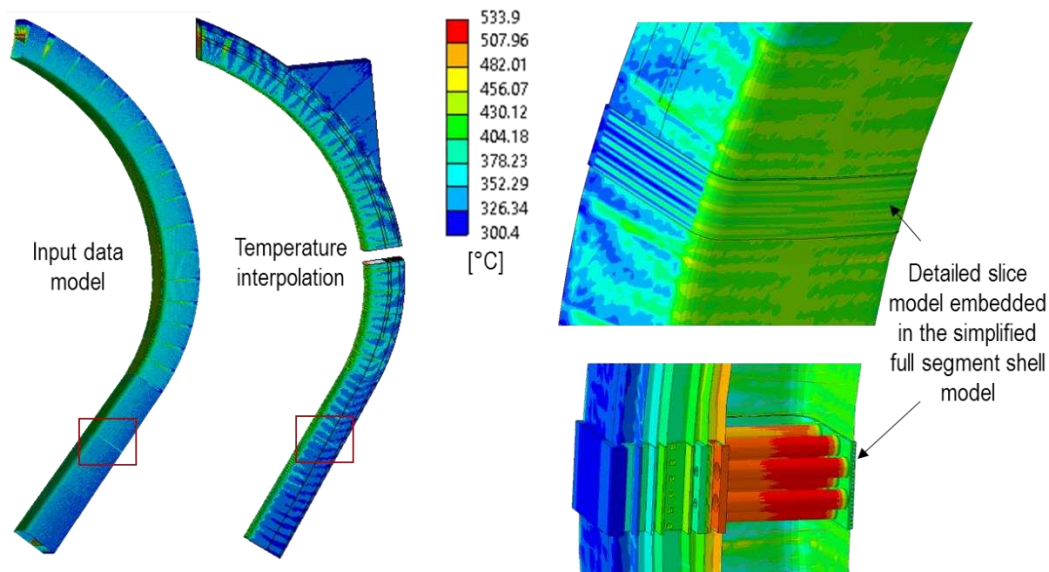 Input data
model
Temperature
interpolation
533.9
507.96
482.01
456.07
430.12
404.18
378.23
352.29
326.34
300.4
[°C]
Detailed slice
model embedded
in the simplified
full segment shell
model